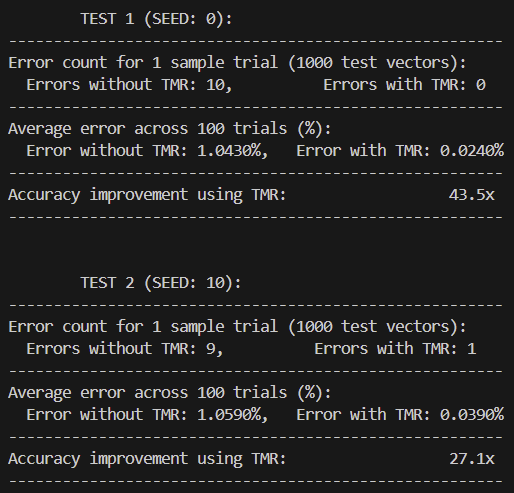 TEST 1 (SEED: 0):
-------------------------------------------------------
Error count for 1 sample trial (1000 test vectors):
Errors without TMR: 10, Errors with TMR: 0
-------------------------------------------------------
Average error across 100 trials (%):
Error without TMR: 1.0430%, Error with TMR: 0.0240%
-------------------------------------------------------
Accuracy improvement using TMR: 43.5x
-------------------------------------------------------
TEST 2 (SEED: 10):
-------------------------------------------------------
Error count for 1 sample trial (1000 test vectors):
Errors without TMR: 9, Errors with TMR: 1
-------------------------------------------------------
Average error across 100 trials (%):
Error without TMR: 1.0590%, Error with TMR: 0.0390%
-------------------------------------------------------
Accuracy improvement using TMR: 27.1x
-------------------------------------------------------